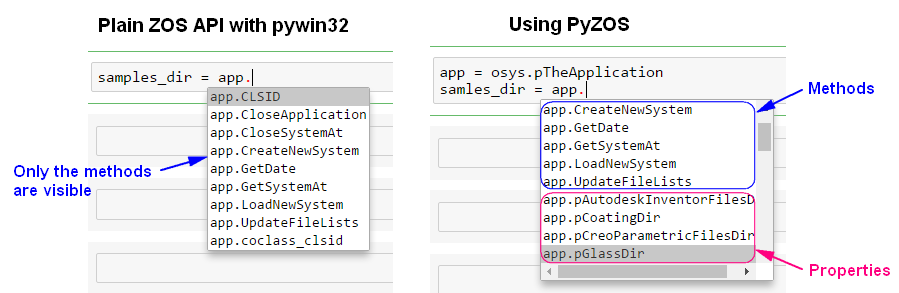 Plain ZOS API with pywin32
samples_dir = app.
app.CLSID
app.CloseApplication
app.CloseSystemAt
app.CreateNewSystem
app.GetDate
app.GetSystemAt
app.LoadNewSystem
app.UpdateFileLists
app.coclass_clsid
Only the methods
are visible
Using PyZOS
app = osys.pTheApplication
samles_dir = app.
app.CreateNewSystem
app.GetDate
app.GetSystemAt
app.LoadNewSystem
app.UpdateFileLists
app.pAutodeskInventorFilesD
app.pCoatingDir
app.pCreoParametricFilesDir
app.pGlassDir
Methods
Properties